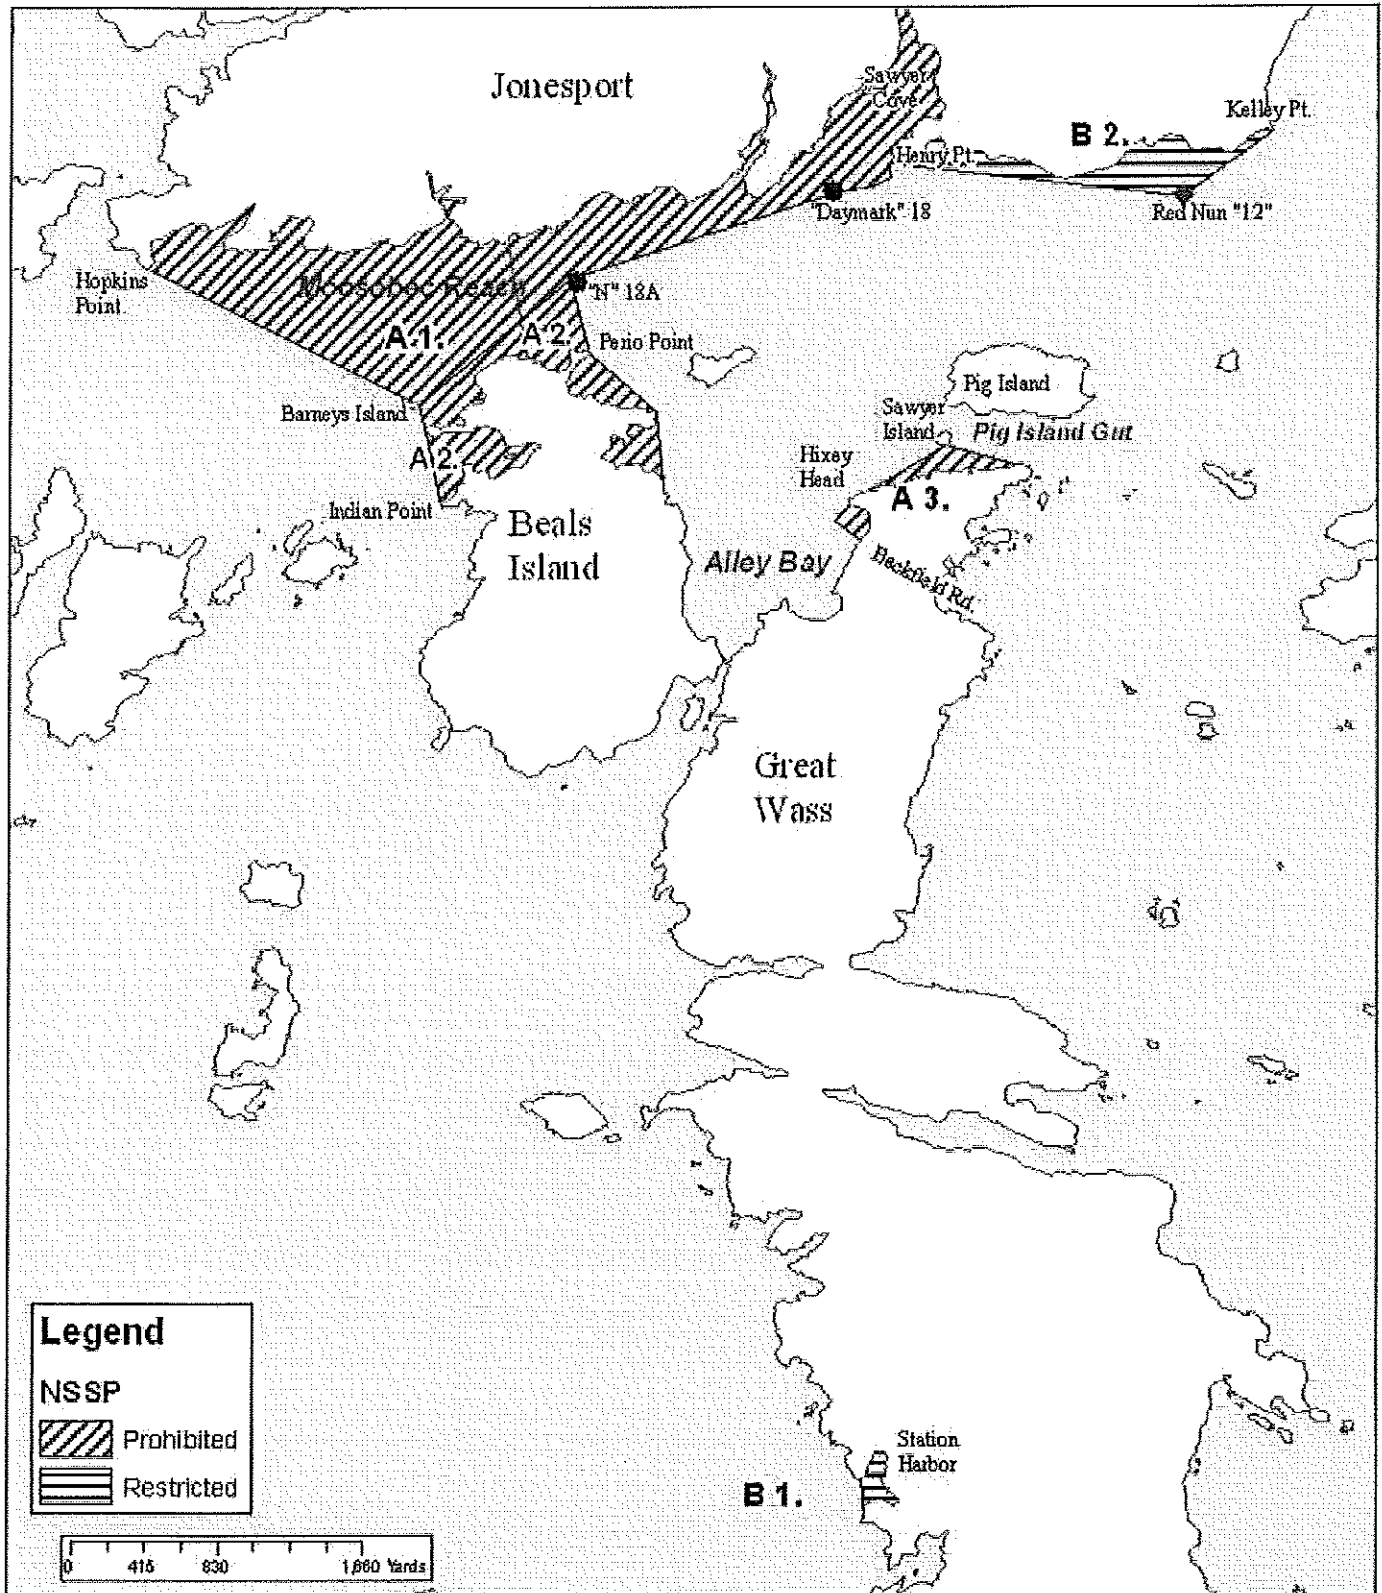 Jonesport
Sawyer
Cove
Kelley Pt.
B 2.
Henry Pt.
"Daymark" 18
Red Nun "12"
Hopkins
Point
Moosabec Reach
"N" 18A
A 1.
A 2.
Perio Point
Pig Island
Barneys Island
Sawyer
Island
Pig Island Gut
Hixey
Head
A 2.
A 3.
Indian Point
Beals
Island
Alley Bay
Backfield Rd.
Great
Wass
Legend
NSSP
Prohibited
Restricted
Station
Harbor
B 1.
0 415 830 1,660 Yards